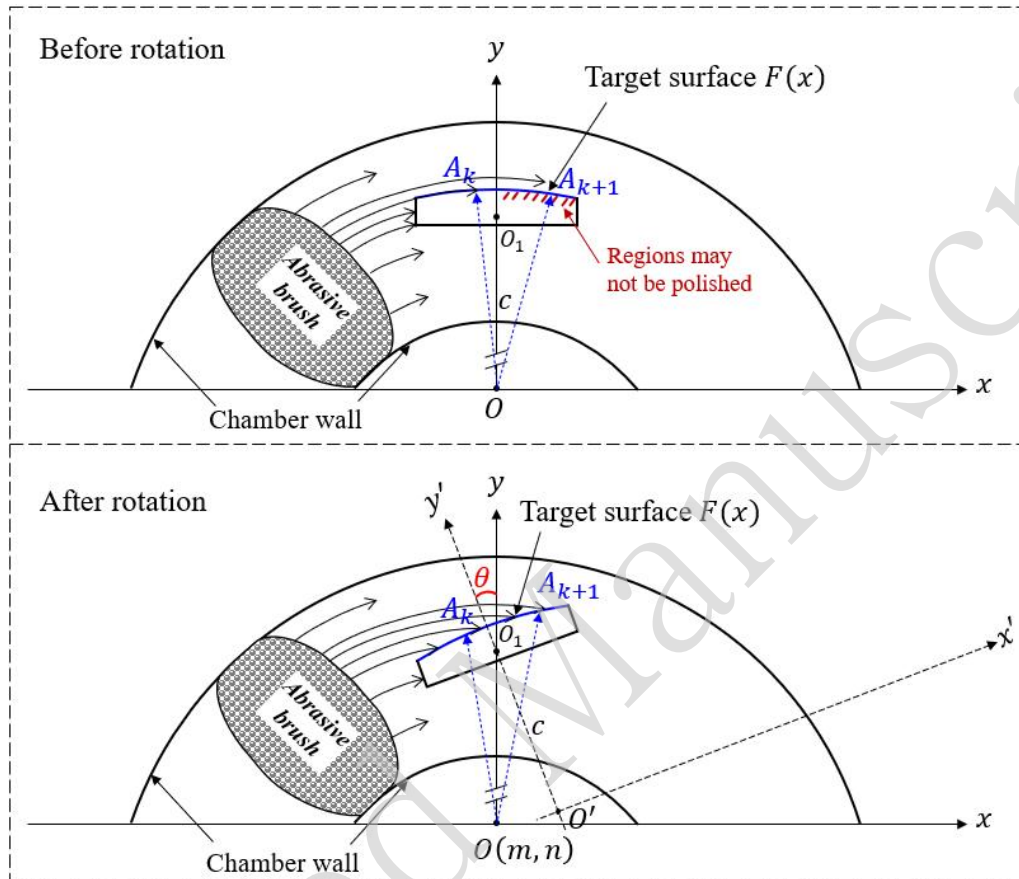 Before rotation
y
Target surface F(x)
A_k
A_{k+1}
O_1
Regions may
not be polished
Abrasive
brush
c
Chamber wall
O
x
After rotation
y'
y
Target surface F(x)
θ
A_k
A_{k+1}
O_1
x'
Abrasive
brush
c
O'
x
Chamber wall
O(m, n)
d Manuscri